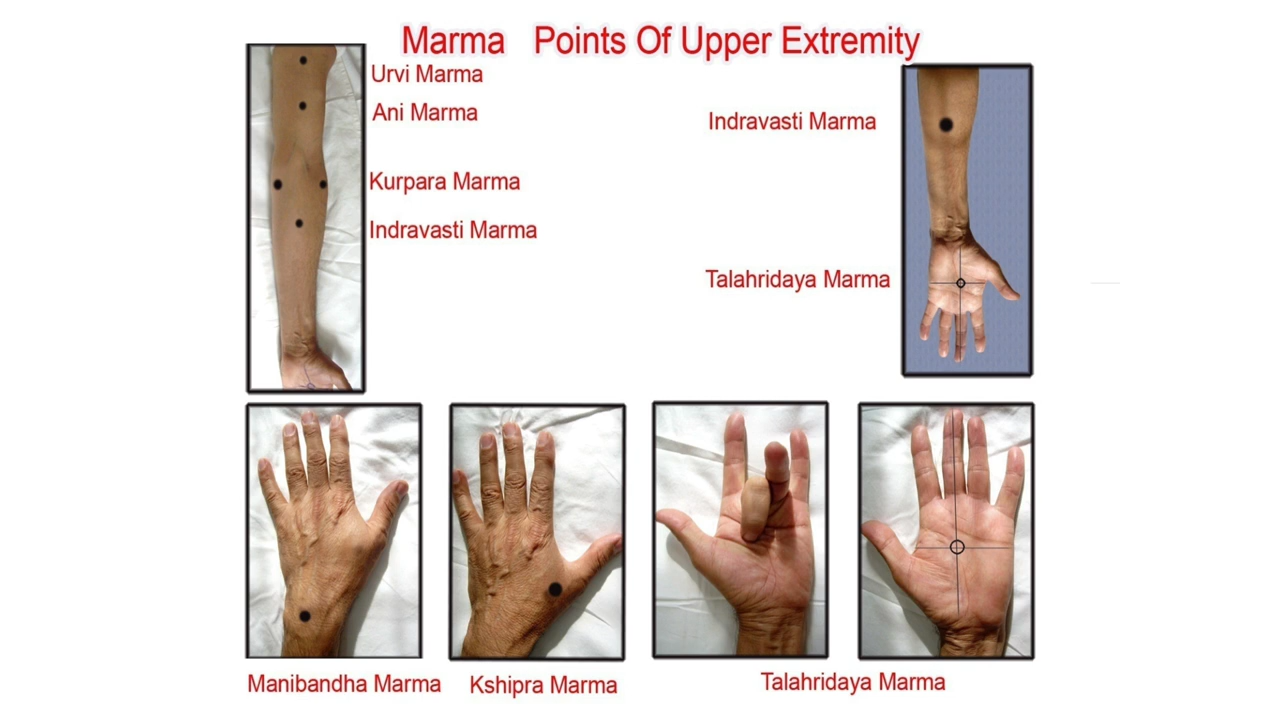 Marma Points Of Upper Extremity
Urvi Marma
Ani Marma
Kurpara Marma
Indravasti Marma
Indravasti Marma
Talahridaya Marma
Manibandha Marma
Kshipra Marma
Talahridaya Marma